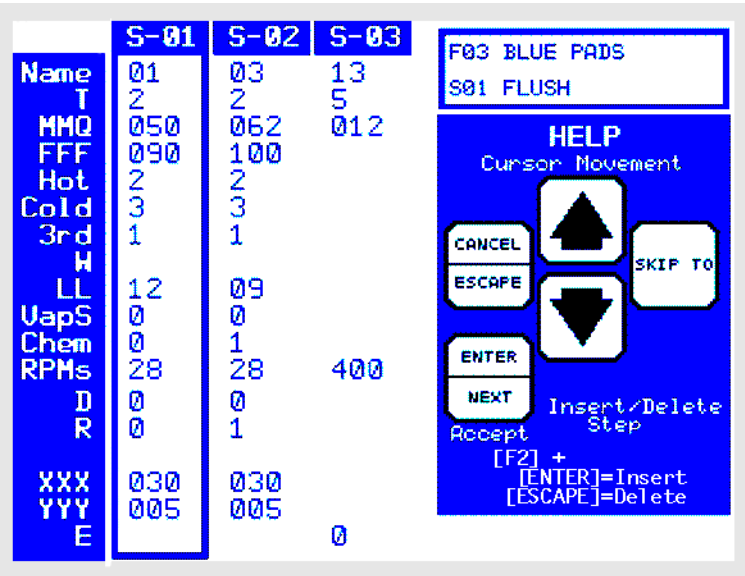 S-01 S-02 S-03
Name 01 03 13
T 2 2 5
MMQ 050 062 012
FFF 090 100
Hot 2 2
Cold 3 3
3rd 1 1
W
LL 12 09
VapS 0 0
Chem 0 1
RPMs 28 28 400
D 0 0
R 0 1
XXX 030 030
YYY 005 005
E 0
F03 BLUE PADS
S01 FLUSH
HELP
Cursor Movement
CANCEL
ESCAPE
SKIP TO
ENTER
NEXT
Accept
Insert/Delete
Step
[F2] +
[ENTER]=Insert
[ESCAPE]=Delete